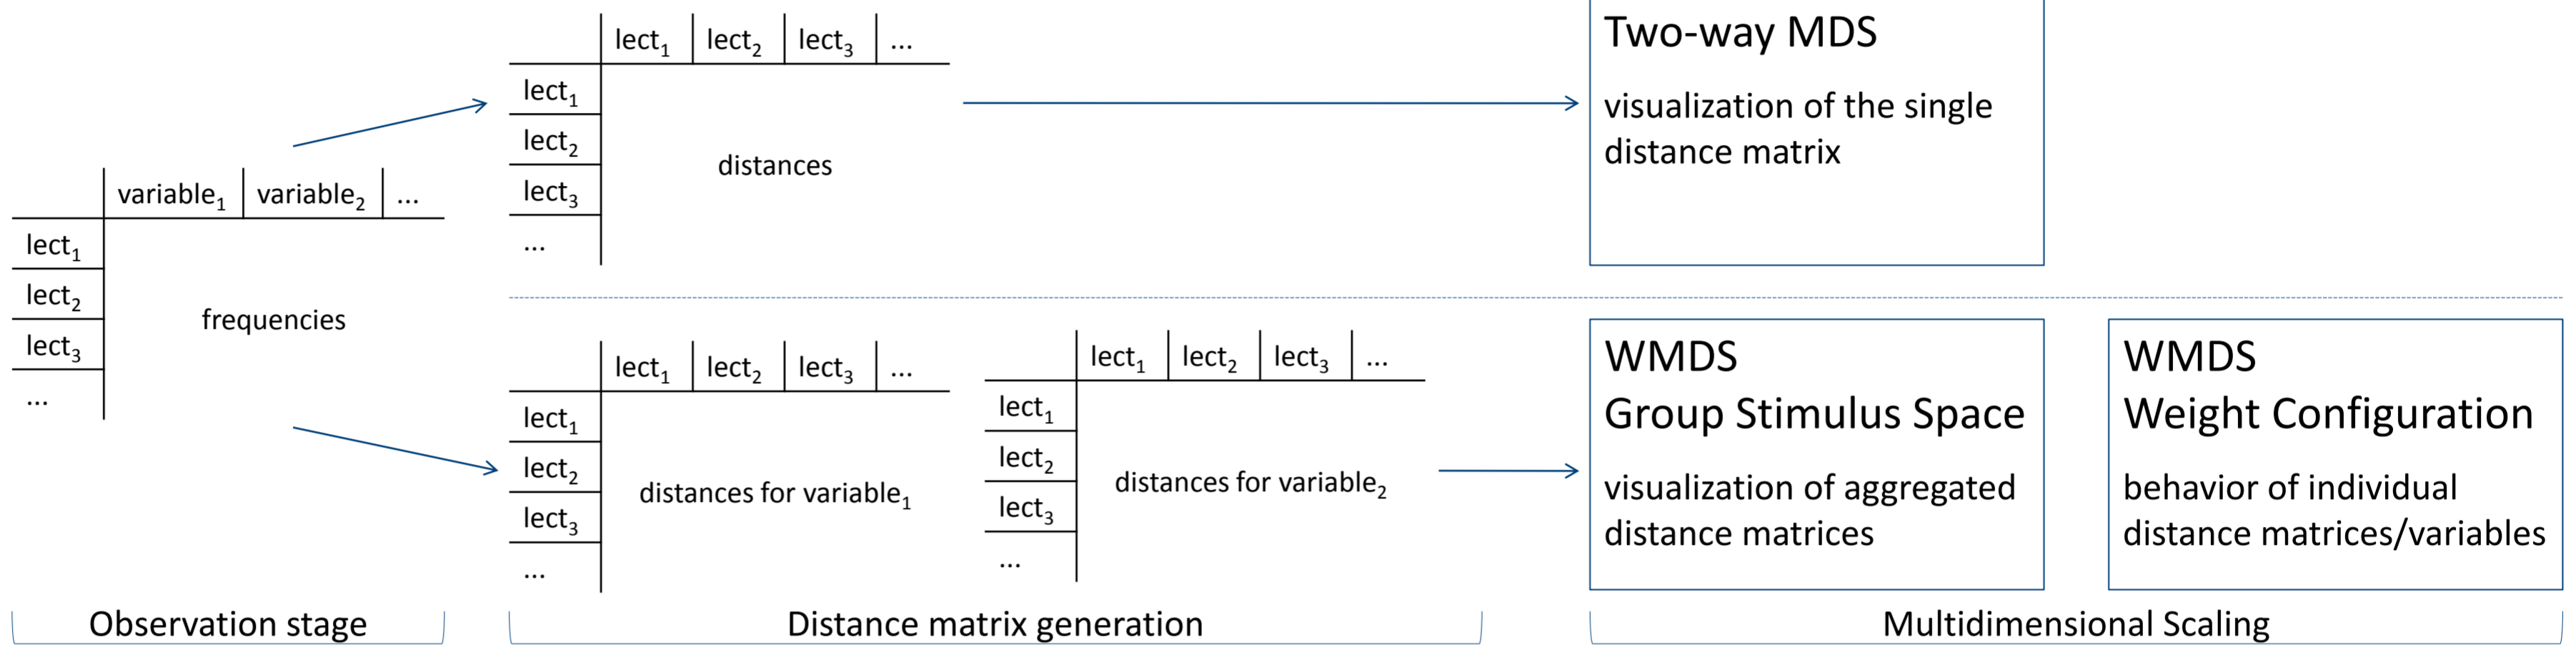 variable₁ variable₂ ...
lect₁
lect₂
lect₃
...
frequencies
lect₁ lect₂ lect₃ ...
lect₁
lect₂
lect₃
...
distances
Two-way MDS
visualization of the single
distance matrix
lect₁ lect₂ lect₃ ...
lect₁
lect₂
lect₃
...
distances for variable₁
lect₁ lect₂ lect₃ ...
lect₁
lect₂
lect₃
...
distances for variable₂
WMDS
Group Stimulus Space
visualization of aggregated
distance matrices
WMDS
Weight Configuration
behavior of individual
distance matrices/variables
Observation stage
Distance matrix generation
Multidimensional Scaling